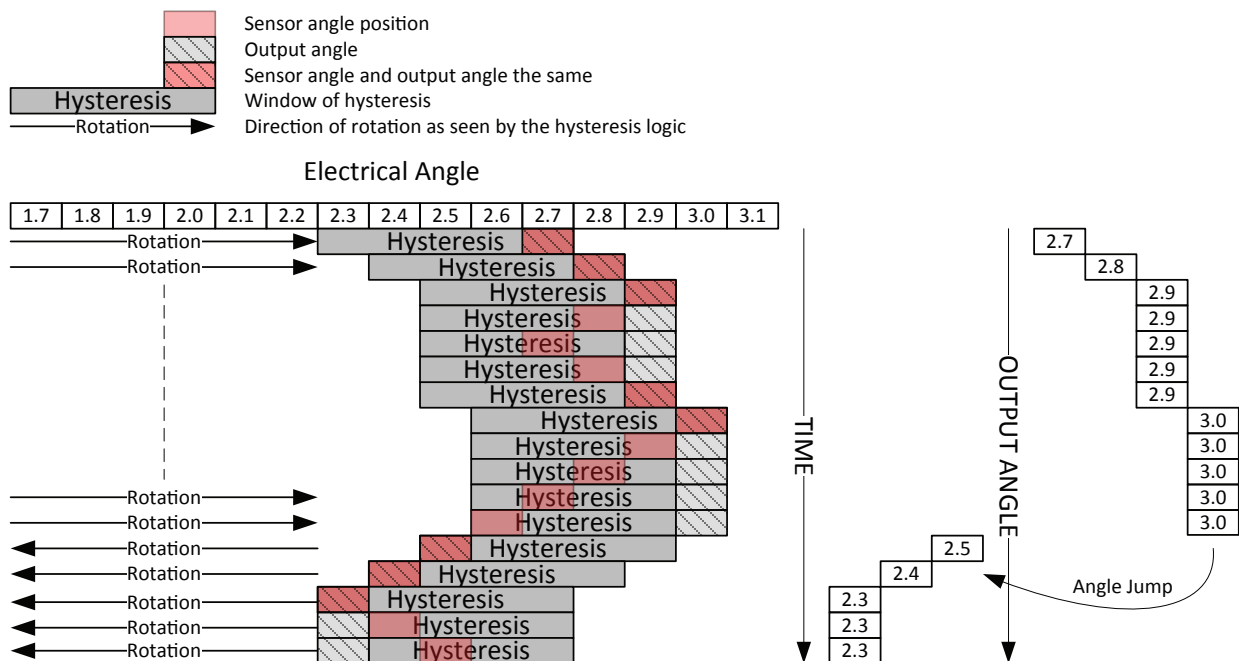 Sensor angle position
Output angle
Sensor angle and output angle the same
Hysteresis Window of hysteresis
Rotation Direction of rotation as seen by the hysteresis logic
Electrical Angle
1.7 1.8 1.9 2.0 2.1 2.2 2.3 2.4 2.5 2.6 2.7 2.8 2.9 3.0 3.1
Rotation Hysteresis 2.7
Rotation Hysteresis 2.8
Hysteresis 2.9
Hysteresis 2.9
Hysteresis 2.9
Hysteresis 2.9
Hysteresis 2.9
Hysteresis 3.0
Hysteresis 3.0
Hysteresis 3.0
Rotation Hysteresis 3.0
Rotation Hysteresis 3.0
Rotation Hysteresis 2.5
Rotation Hysteresis 2.4
Rotation Hysteresis 2.3
Rotation Hysteresis 2.3
Rotation Hysteresis 2.3
TIME
OUTPUT ANGLE
Angle Jump